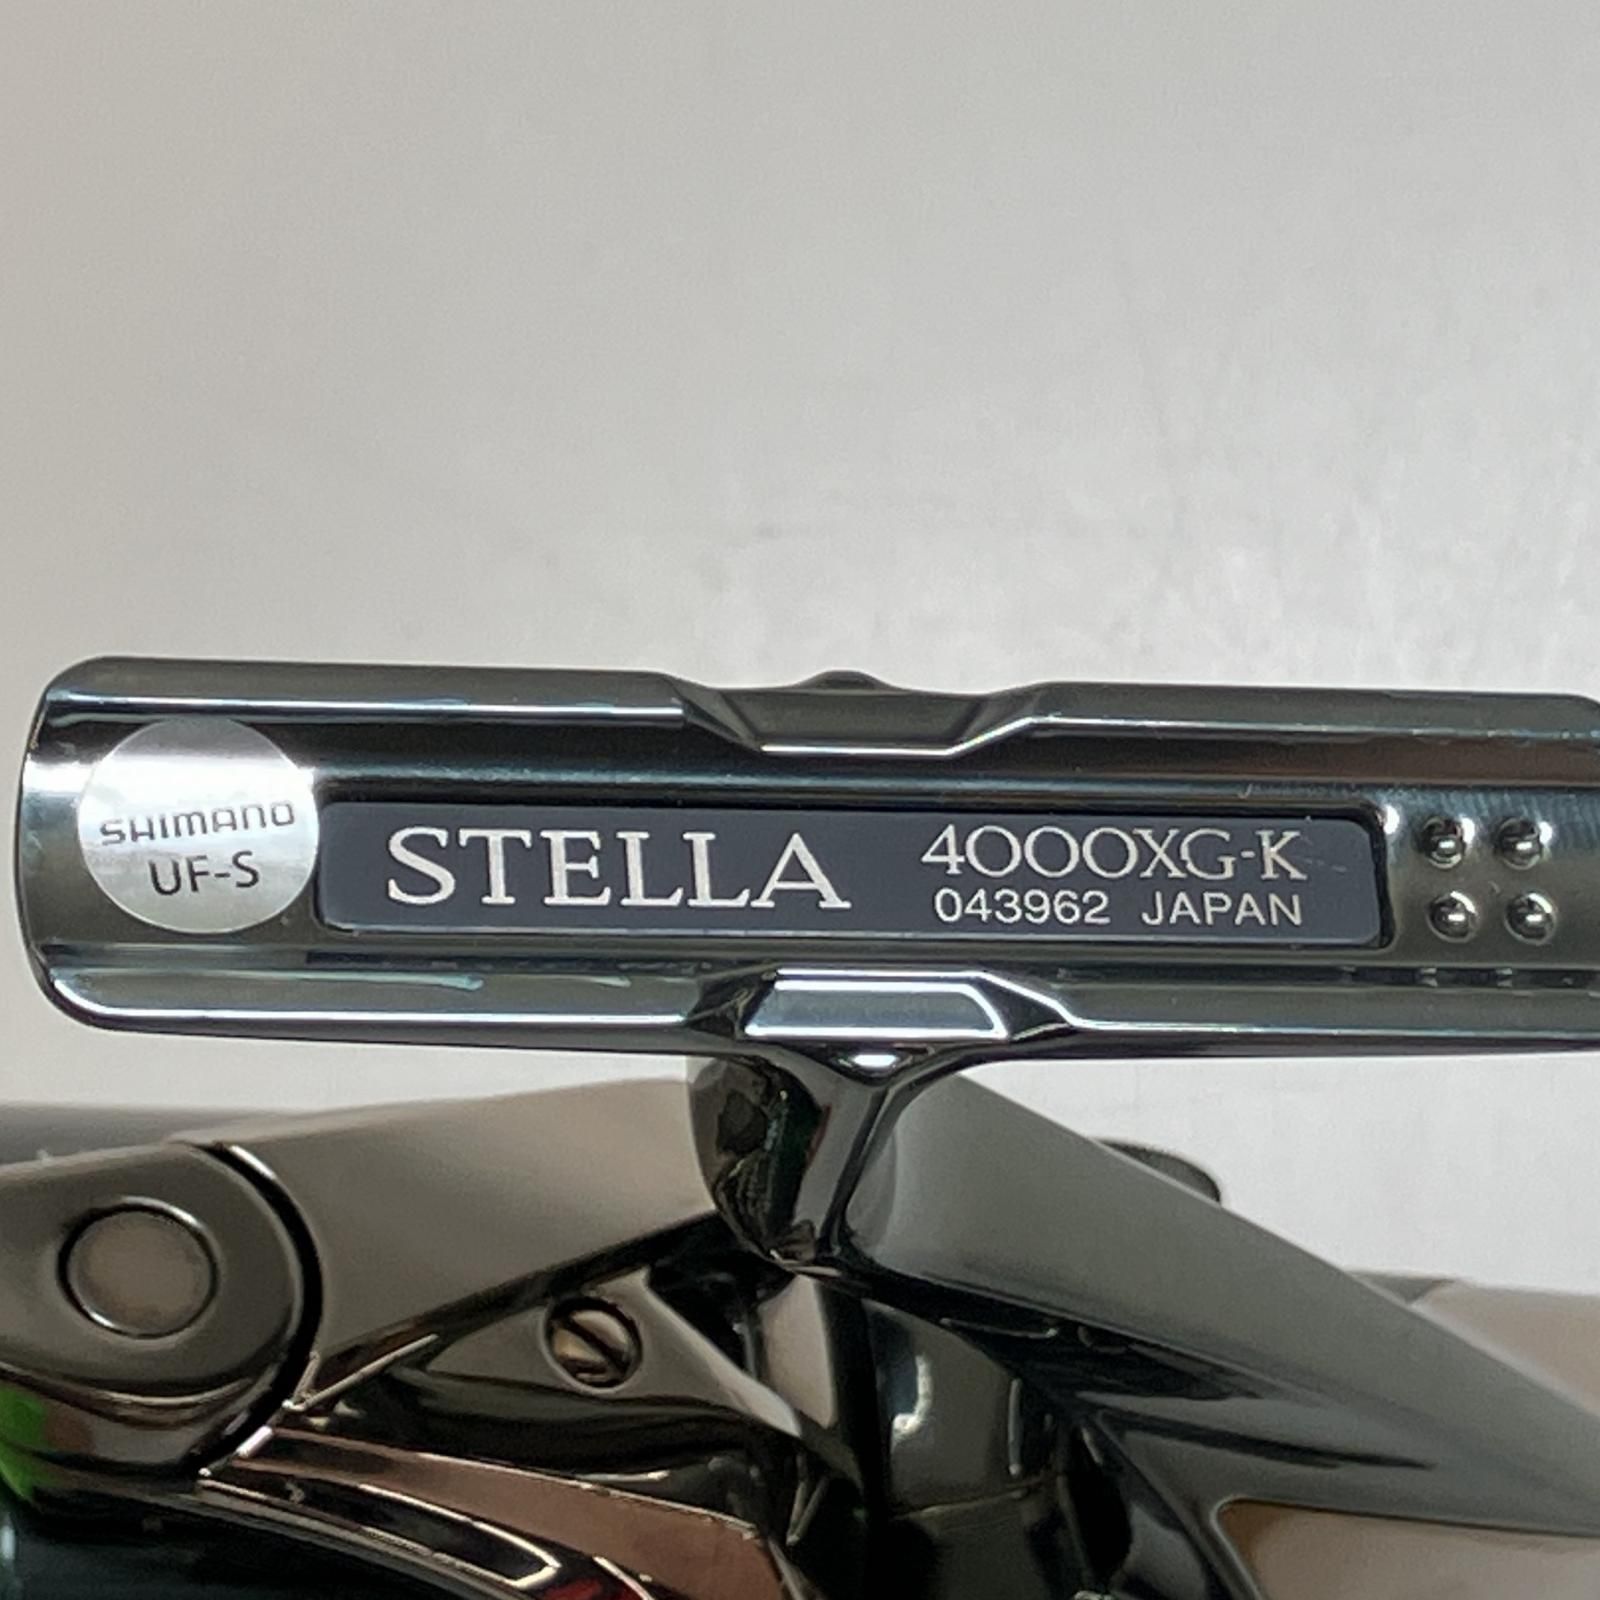 SHIMANO
UF-S
STELLA 4000XG-K
043962 JAPAN